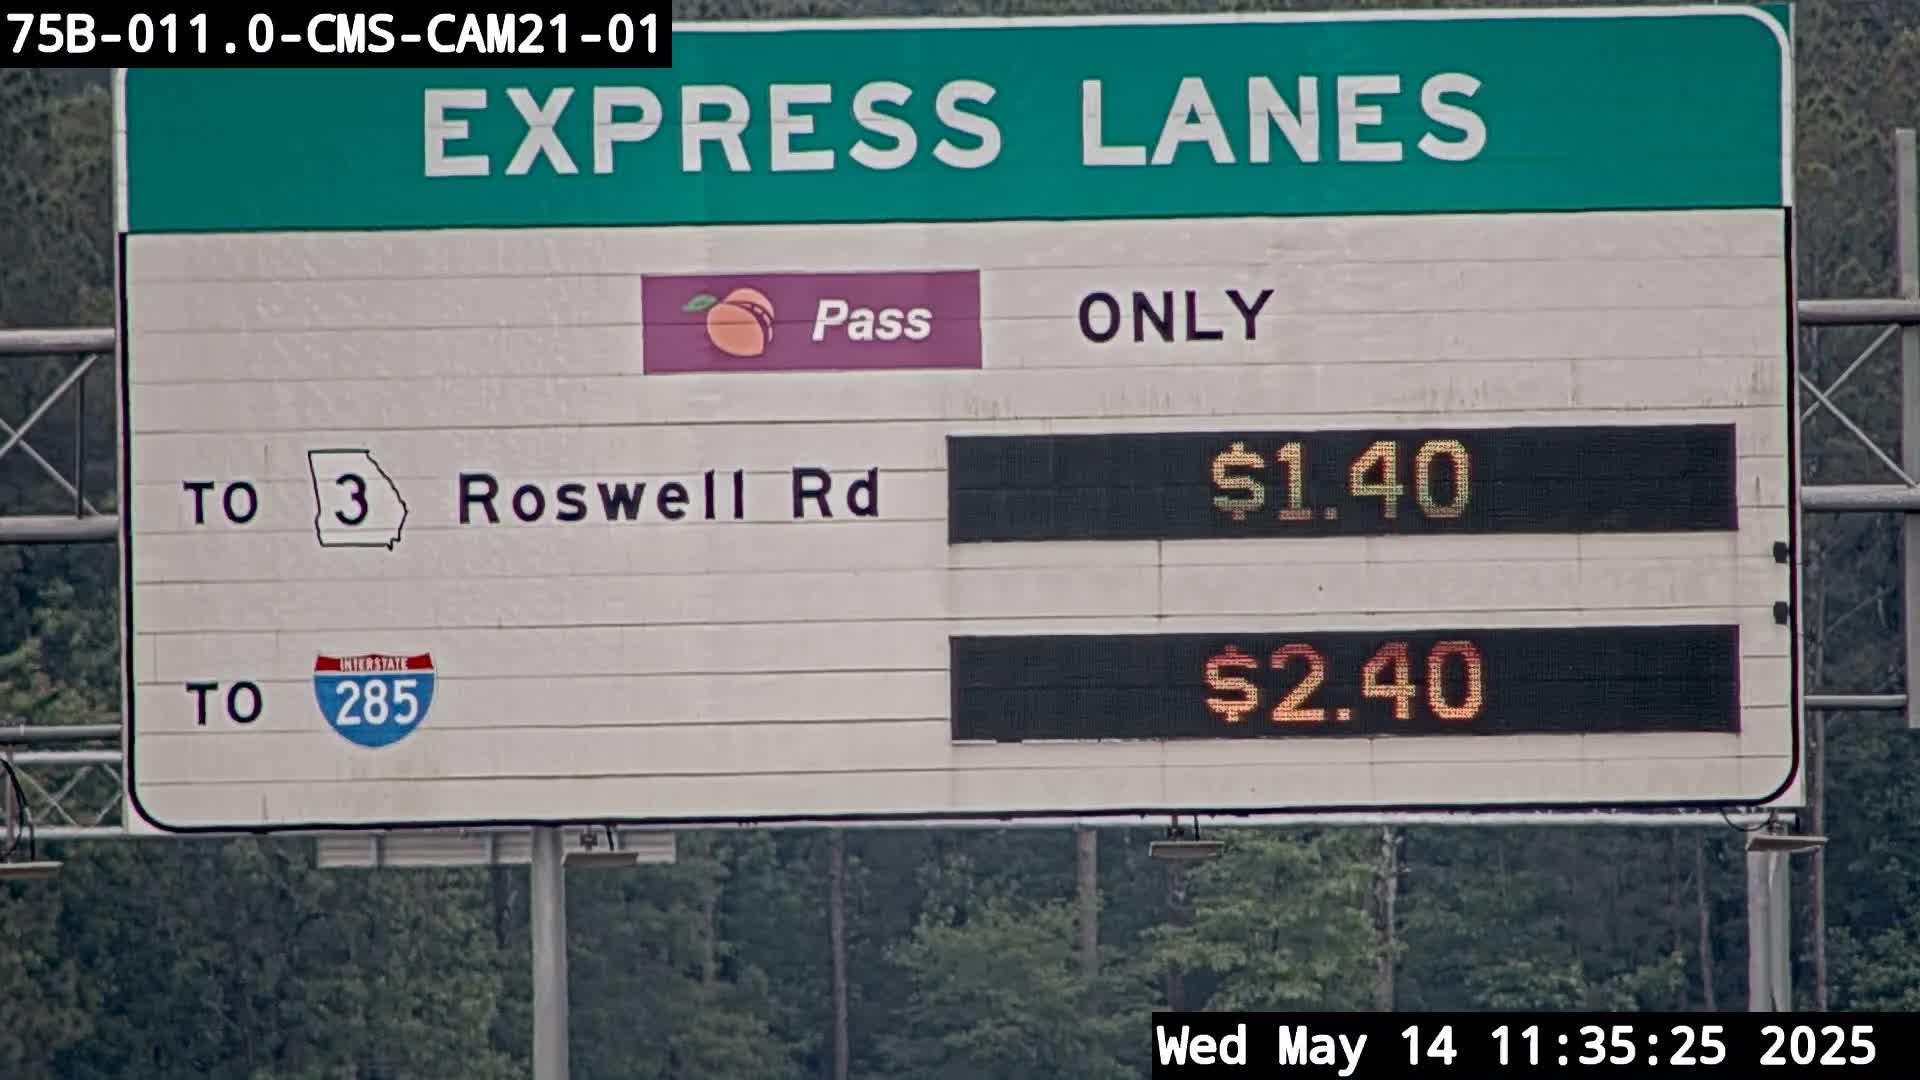 75B-011.0-CMS-CAM21-01
EXPRESS LANES
Pass ONLY
TO 3 Roswell Rd $1.40
TO INTERSTATE 285 $2.40
Wed May 14 11:35:25 2025